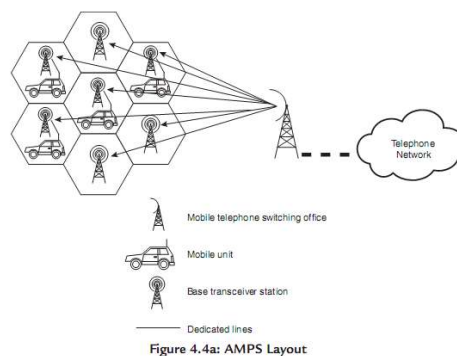 Telephone
Network
Mobile telephone switching office
Mobile unit
Base transceiver station
Dedicated lines
Figure 4.4a: AMPS Layout